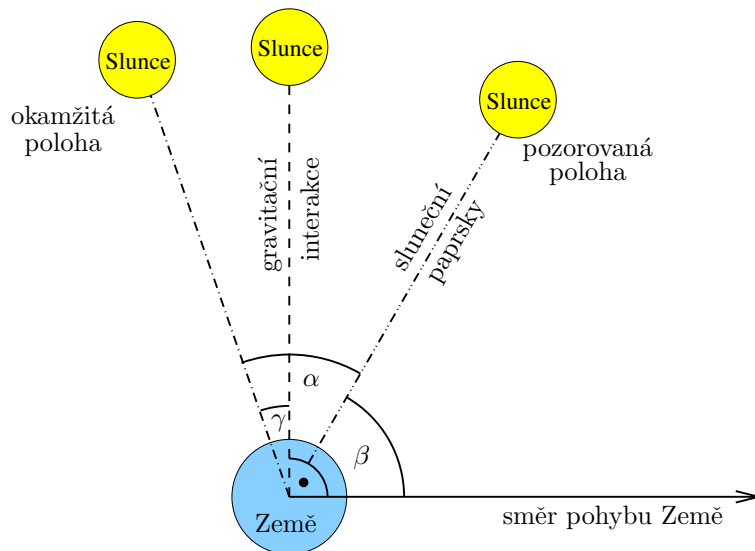 Slunce
Slunce
Slunce
okamžitá
poloha
pozorovaná
poloha
gravitační
interakce
sluneční
paprsky
α
γ
β
Země
směr pohybu Země